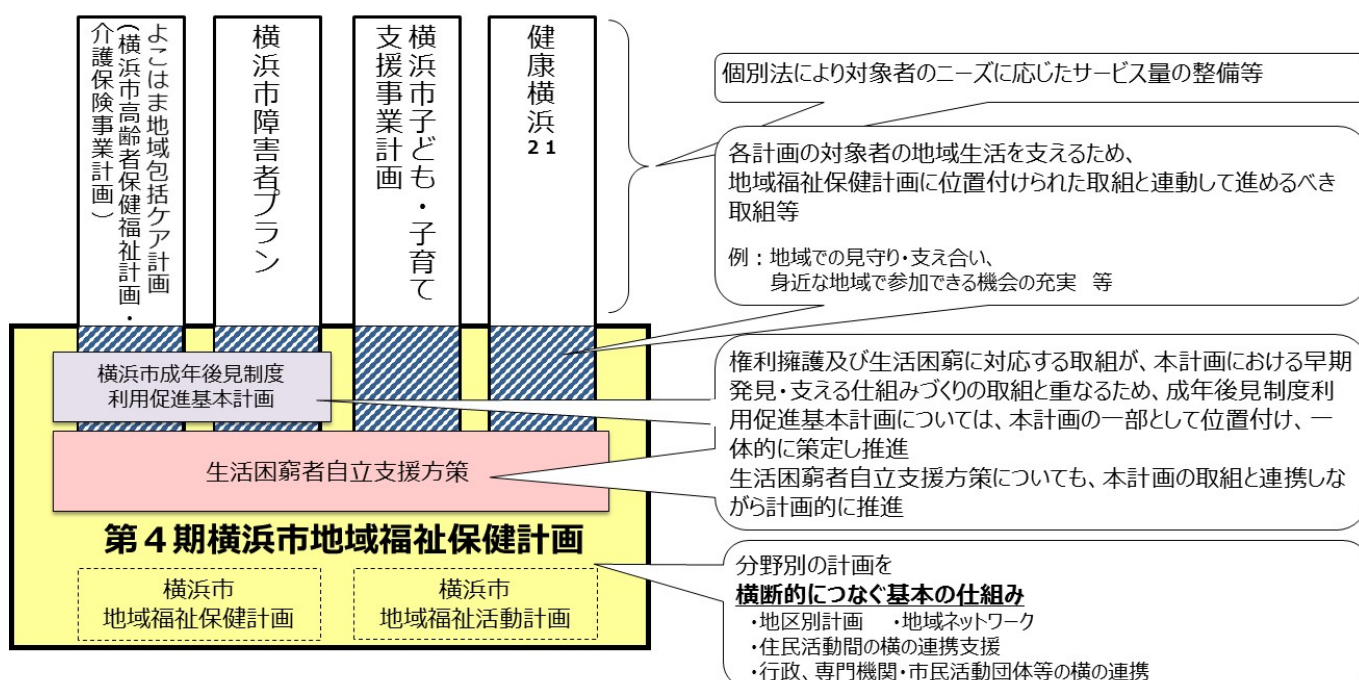 よこはま地域包括ケア計画
(横浜市高齢者保健福祉計画・
介護保険事業計画)
横浜市障害者プラン
横浜市子ども・子育て
支援事業計画
健康横浜
21
個別法により対象者のニーズに応じたサービス量の整備等
各計画の対象者の地域生活を支えるため、
地域福祉保健計画に位置付けられた取組と連動して進めるべき
取組等
例：地域での見守り・支え合い、
身近な地域で参加できる機会の充実　等
横浜市成年後見制度
利用促進基本計画
権利擁護及び生活困窮に対応する取組が、本計画における早期
発見・支える仕組みづくりの取組と重なるため、成年後見制度利
用促進基本計画については、本計画の一部として位置付け、一
体的に策定し推進
生活困窮者自立支援方策についても、本計画の取組と連携しな
がら計画的に推進
生活困窮者自立支援方策
第４期横浜市地域福祉保健計画
横浜市
地域福祉保健計画
横浜市
地域福祉活動計画
分野別の計画を
横断的につなぐ基本の仕組み
・地区別計画　・地域ネットワーク
・住民活動間の横の連携支援
・行政、専門機関・市民活動団体等の横の連携